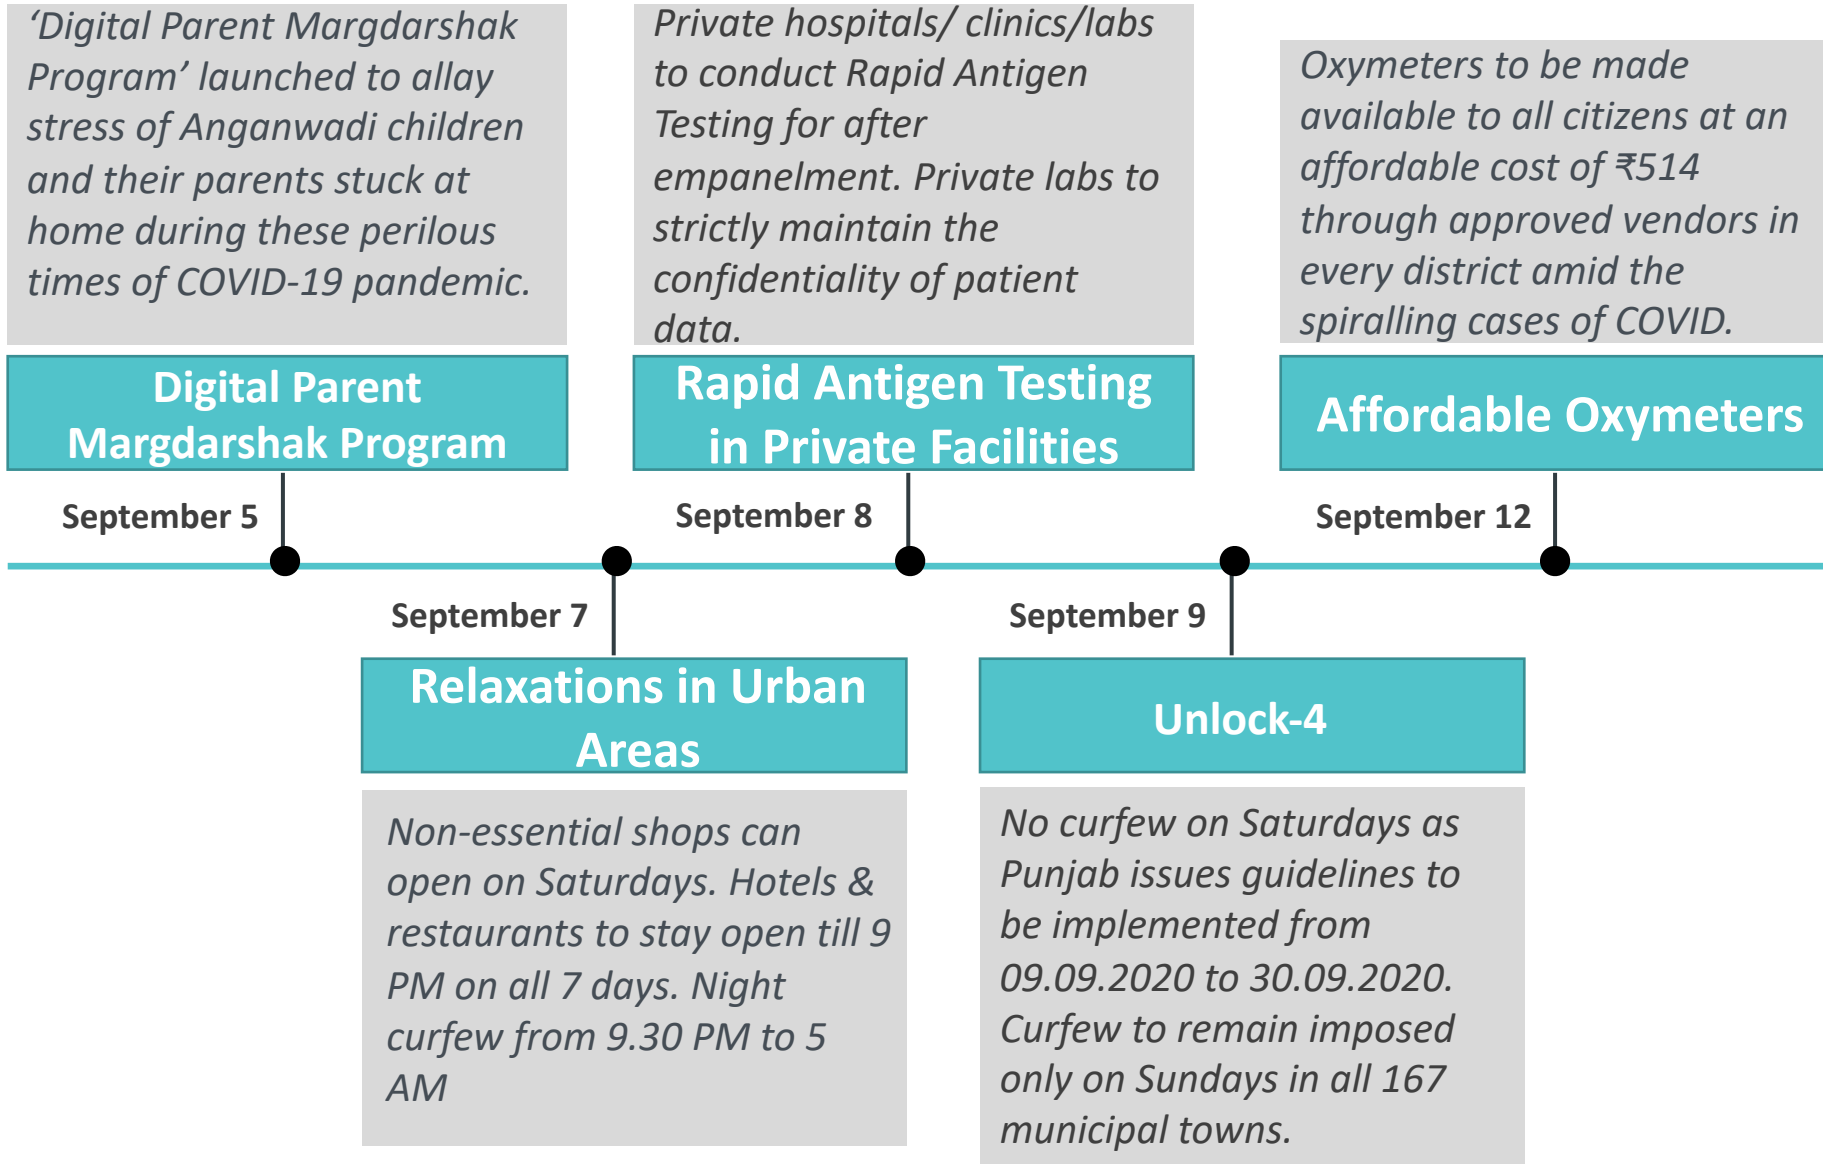 ‘Digital Parent Margdarshak
Program’ launched to allay
stress of Anganwadi children
and their parents stuck at
home during these perilous
times of COVID-19 pandemic.
Digital Parent
Margdarshak Program
September 5
Private hospitals/ clinics/labs
to conduct Rapid Antigen
Testing for after
empanelment. Private labs to
strictly maintain the
confidentiality of patient
data.
Rapid Antigen Testing
in Private Facilities
September 8
Oxymeters to be made
available to all citizens at an
affordable cost of ₹514
through approved vendors in
every district amid the
spiralling cases of COVID.
Affordable Oxymeters
September 12
September 7
Relaxations in Urban
Areas
Non-essential shops can
open on Saturdays. Hotels &
restaurants to stay open till 9
PM on all 7 days. Night
curfew from 9.30 PM to 5
AM
September 9
Unlock-4
No curfew on Saturdays as
Punjab issues guidelines to
be implemented from
09.09.2020 to 30.09.2020.
Curfew to remain imposed
only on Sundays in all 167
municipal towns.